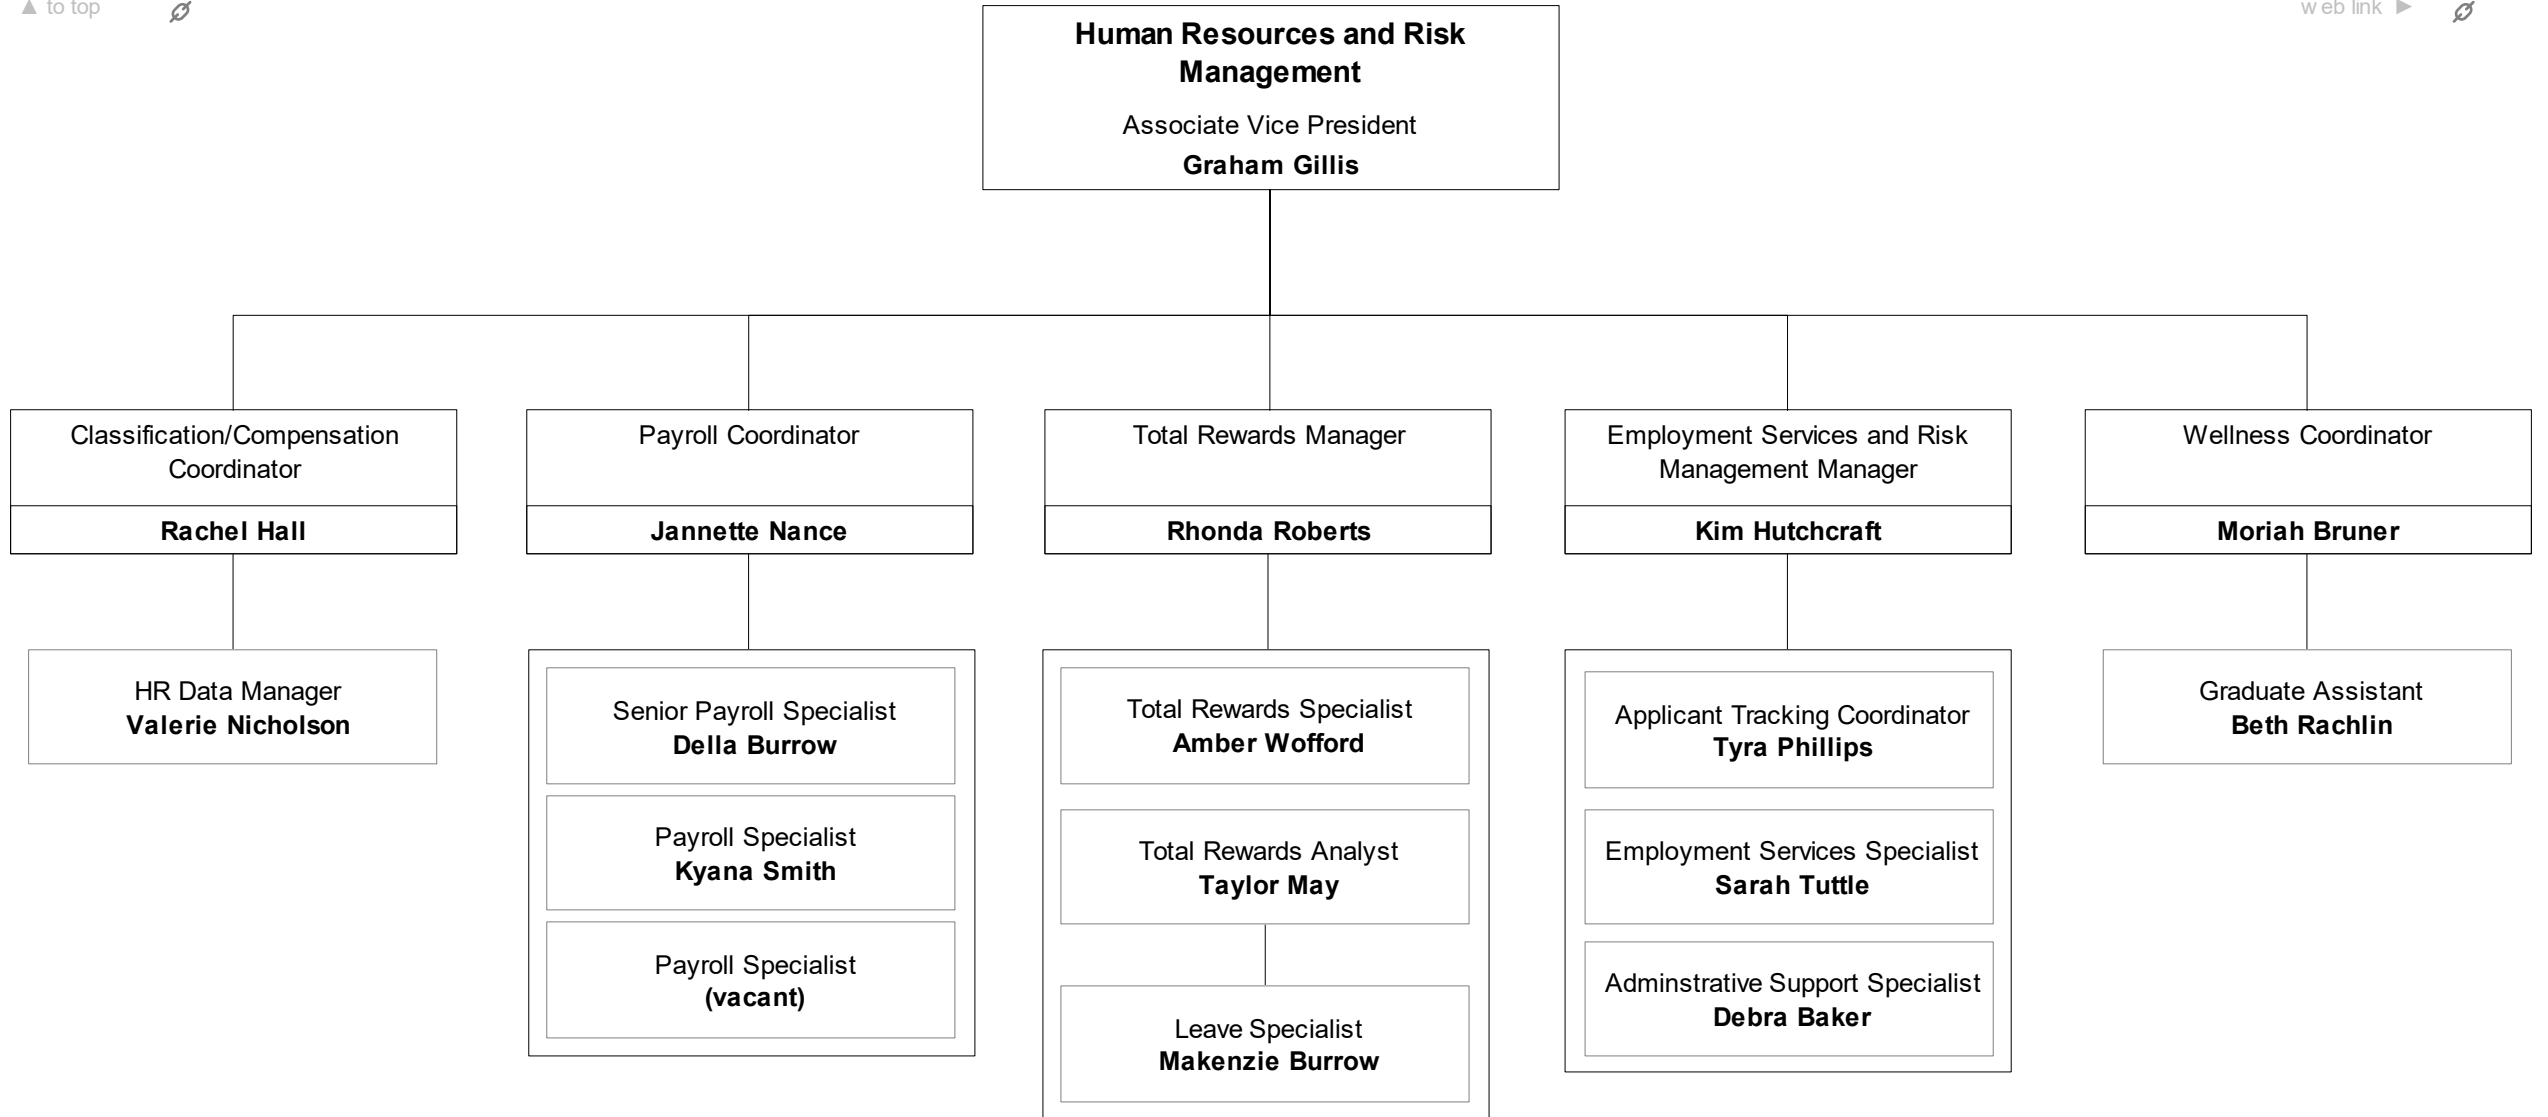 ▲ to top
web link ►
Human Resources and Risk
Management
Associate Vice President
Graham Gillis
Classification/Compensation
Coordinator
Rachel Hall
Payroll Coordinator
Jannette Nance
Total Rewards Manager
Rhonda Roberts
Employment Services and Risk
Management Manager
Kim Hutchcraft
Wellness Coordinator
Moriah Bruner
HR Data Manager
Valerie Nicholson
Senior Payroll Specialist
Della Burrow
Payroll Specialist
Kyana Smith
Payroll Specialist
(vacant)
Total Rewards Specialist
Amber Wofford
Total Rewards Analyst
Taylor May
Leave Specialist
Makenzie Burrow
Applicant Tracking Coordinator
Tyra Phillips
Employment Services Specialist
Sarah Tuttle
Adminstrative Support Specialist
Debra Baker
Graduate Assistant
Beth Rachlin